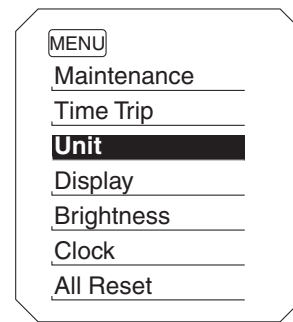 MENU
Maintenance
Time Trip
Unit
Display
Brightness
Clock
All Reset